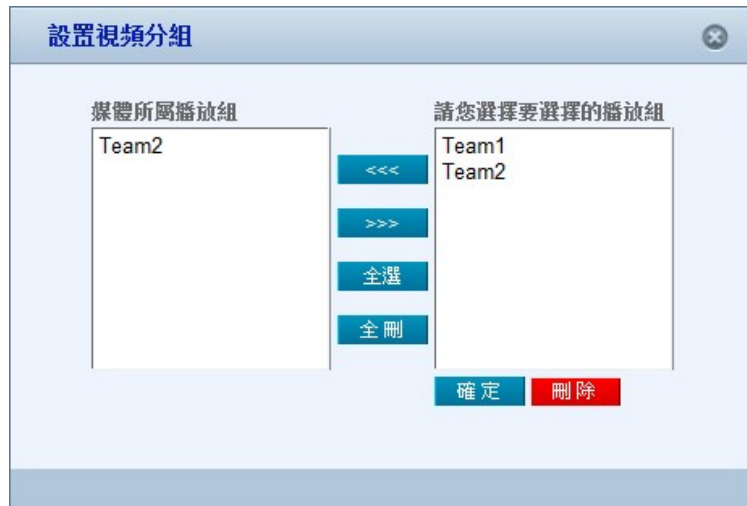 設置視頻分組
媒體所屬播放組
Team2
<<<
>>>
全選
全刪
請您選擇要選擇的播放組
Team1
Team2
確定
刪除